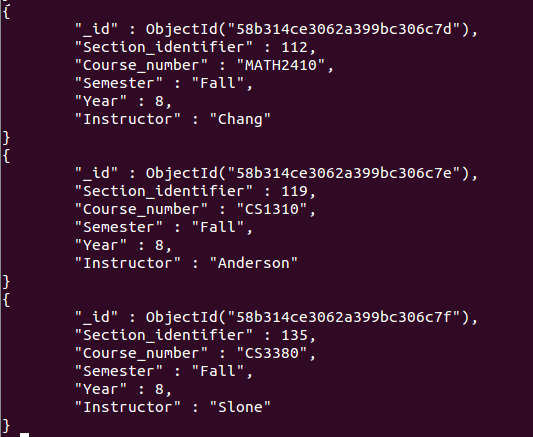 {
"_id" : ObjectId("58b314ce3062a399bc306c7d"),
"Section_identifier" : 112,
"Course_number" : "MATH2410",
"Semester" : "Fall",
"Year" : 8,
"Instructor" : "Chang"
}
{
"_id" : ObjectId("58b314ce3062a399bc306c7e"),
"Section_identifier" : 119,
"Course_number" : "CS1310",
"Semester" : "Fall",
"Year" : 8,
"Instructor" : "Anderson"
}
{
"_id" : ObjectId("58b314ce3062a399bc306c7f"),
"Section_identifier" : 135,
"Course_number" : "CS3380",
"Semester" : "Fall",
"Year" : 8,
"Instructor" : "Slone"
}